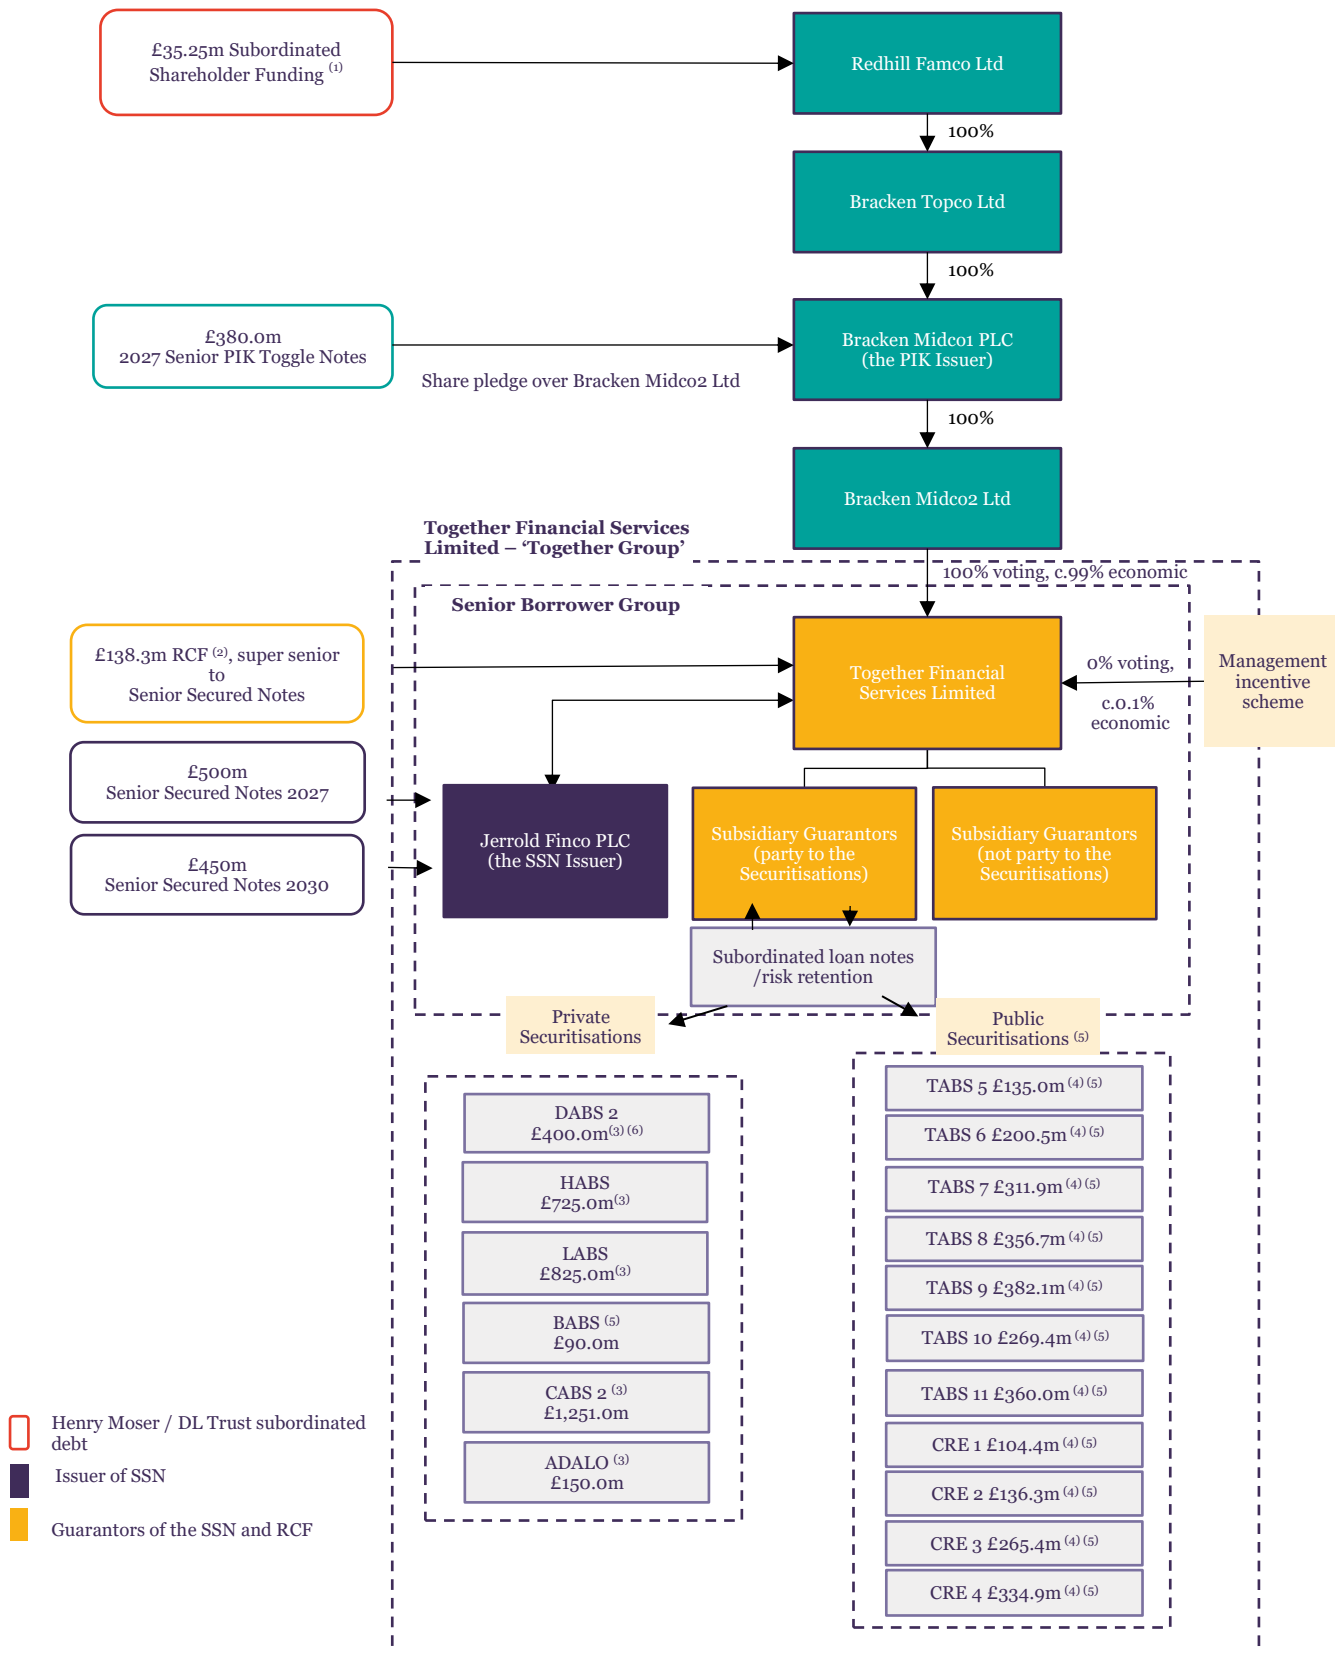 £35.25m Subordinated
Shareholder Funding (1)
Redhill Famco Ltd
100%
Bracken Topco Ltd
100%
£380.0m
2027 Senior PIK Toggle Notes
Share pledge over Bracken Midco2 Ltd
Bracken Midco1 PLC
(the PIK Issuer)
100%
Bracken Midco2 Ltd
Together Financial Services
Limited – ‘Together Group’
100% voting, c.99% economic
Senior Borrower Group
£138.3m RCF (2), super senior
to
Senior Secured Notes
Together Financial
Services Limited
0% voting,
c.0.1%
economic
Management
incentive
scheme
£500m
Senior Secured Notes 2027
£450m
Senior Secured Notes 2030
Jerrold Finco PLC
(the SSN Issuer)
Subsidiary Guarantors
(party to the
Securitisations)
Subsidiary Guarantors
(not party to the
Securitisations)
Subordinated loan notes
/risk retention
Private
Securitisations
Public
Securitisations (5)
DABS 2
£400.0m(3) (6)
HABS
£725.0m(3)
LABS
£825.0m(3)
BABS (5)
£90.0m
CABS 2 (3)
£1,251.0m
ADALO (3)
£150.0m
TABS 5 £135.0m (4) (5)
TABS 6 £200.5m (4) (5)
TABS 7 £311.9m (4) (5)
TABS 8 £356.7m (4) (5)
TABS 9 £382.1m (4) (5)
TABS 10 £269.4m (4) (5)
TABS 11 £360.0m (4) (5)
CRE 1 £104.4m (4) (5)
CRE 2 £136.3m (4) (5)
CRE 3 £265.4m (4) (5)
CRE 4 £334.9m (4) (5)
Henry Moser / DL Trust subordinated
debt
Issuer of SSN
Guarantors of the SSN and RCF